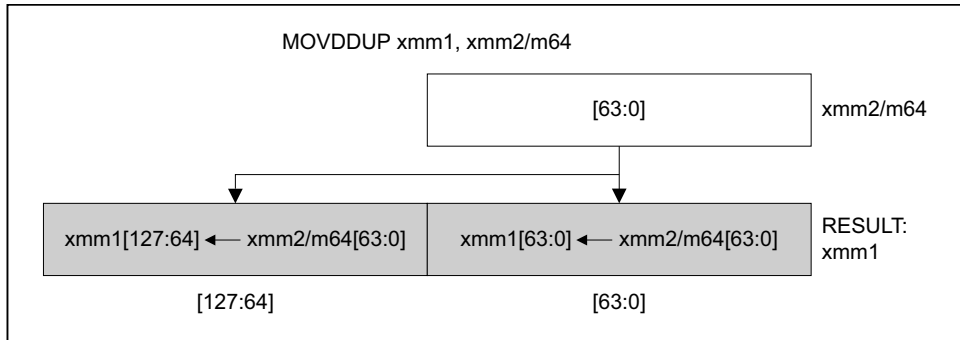 MOVDDUP xmm1, xmm2/m64
[63:0]
xmm2/m64
xmm1[127:64] ← xmm2/m64[63:0]
xmm1[63:0] ← xmm2/m64[63:0]
RESULT:
xmm1
[127:64]
[63:0]